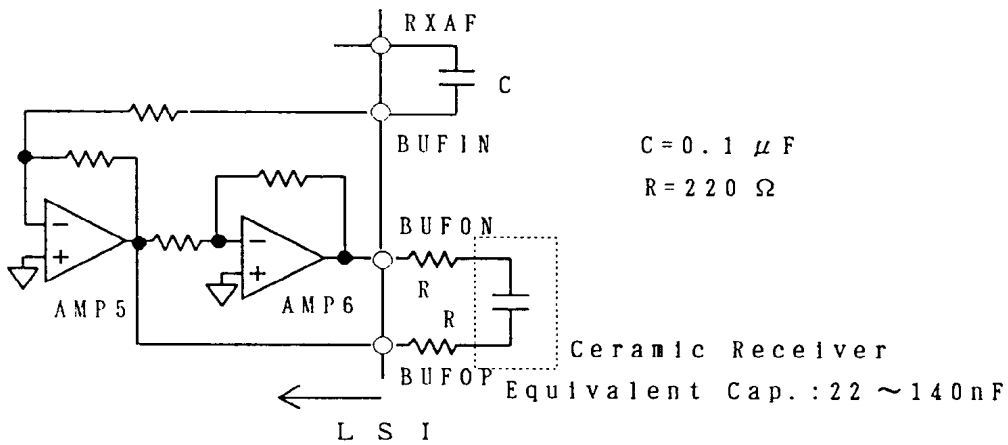 RXAF
C
BUFIN
C=0.1 μF
R=220 Ω
BUFON
−
+
AMP5
−
+
AMP6
R
R
BUFOP
Ceramic Receiver
Equivalent Cap.:22～140nF
LSI